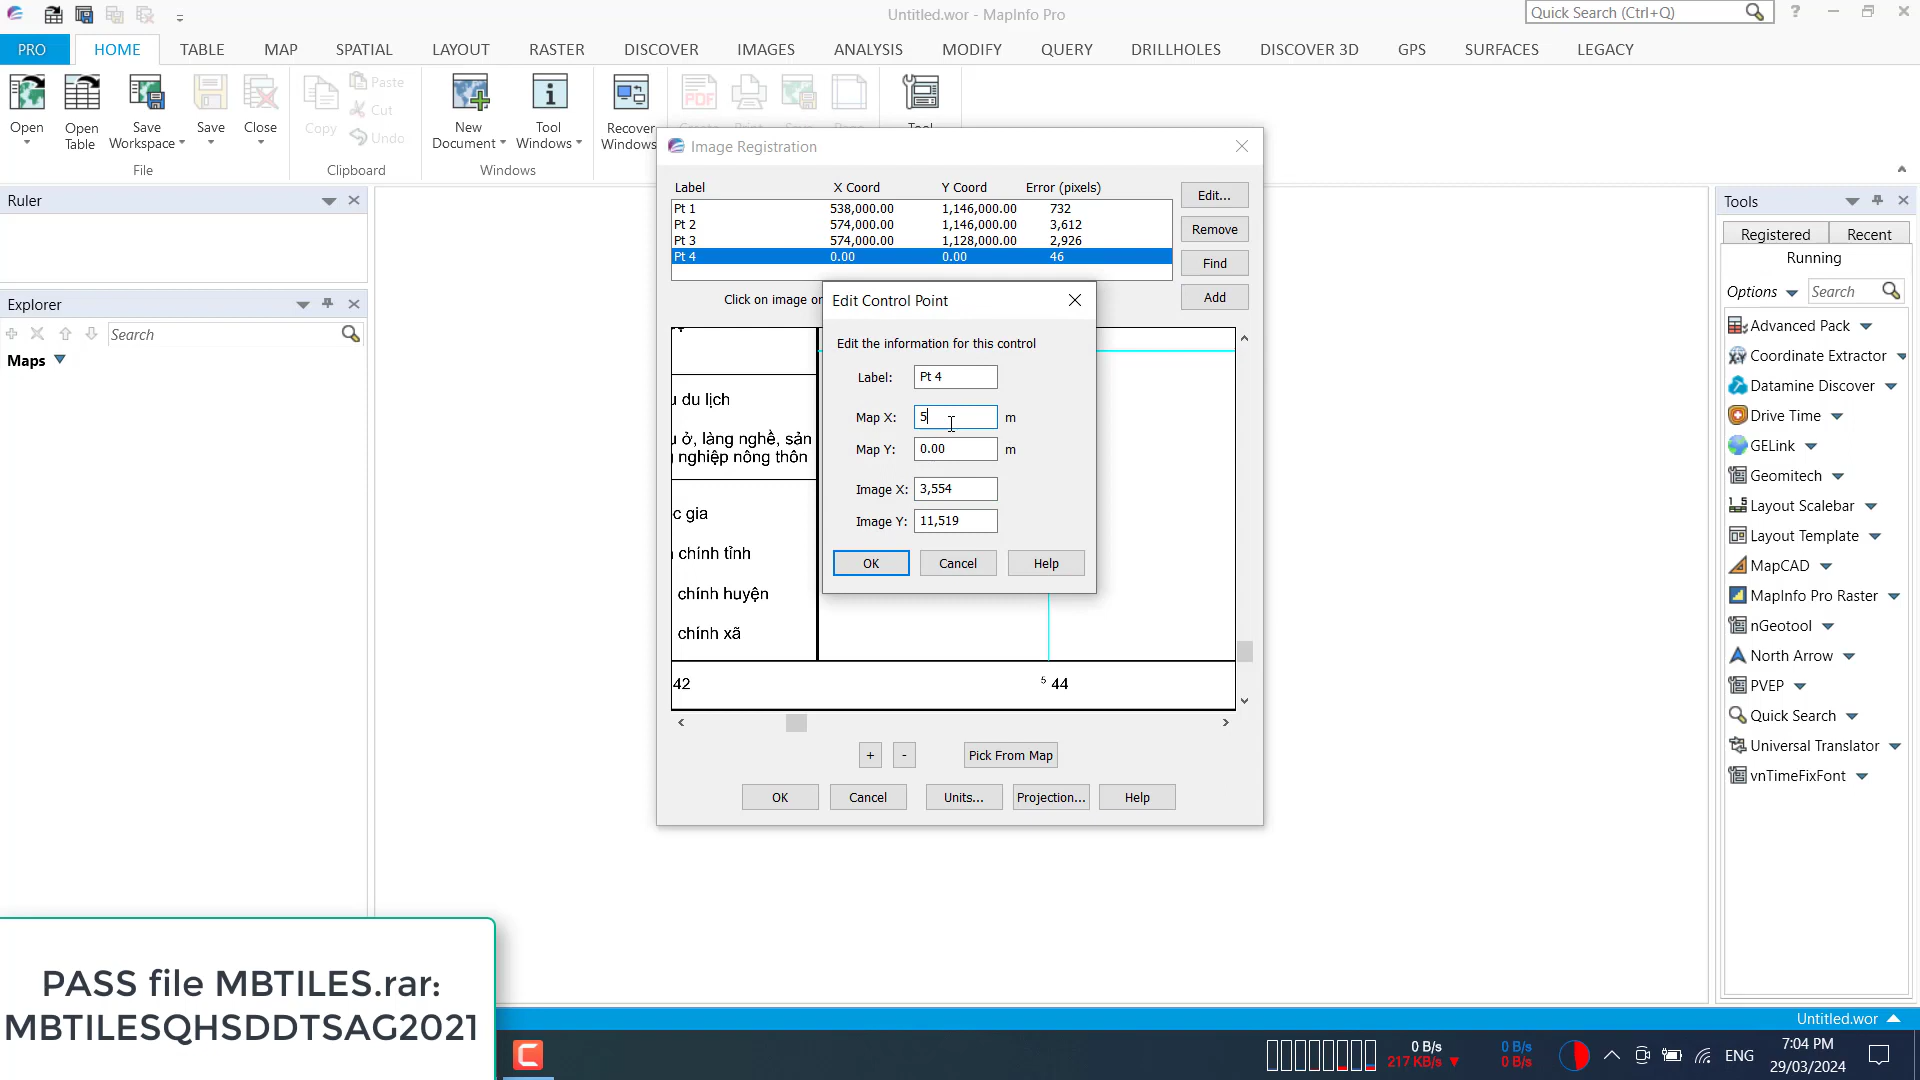 Untitled.wor - MapInfo Pro
Quick Search (Ctrl+Q)
PRO HOME TABLE MAP SPATIAL LAYOUT RASTER DISCOVER IMAGES ANALYSIS MODIFY QUERY DRILLHOLES DISCOVER 3D GPS SURFACES LEGACY
Open
Open
Table
Save
Workspace
Save
Close
File
Copy
Paste
Cut
Undo
Clipboard
New
Document
Tool
Windows
Windows
Recover
Windows
PDF
Tool
Ruler
Explorer
Search
Maps
Image Registration
Label X Coord Y Coord Error (pixels)
Pt 1 538,000.00 1,146,000.00 732
Pt 2 574,000.00 1,146,000.00 3,612
Pt 3 574,000.00 1,128,000.00 2,926
Pt 4 0.00 0.00 46
Edit...
Remove
Find
Add
Click on image or
Edit Control Point
Edit the information for this control
Label: Pt 4
Map X: 5 m
Map Y: 0.00 m
Image X: 3,554
Image Y: 11,519
OK Cancel Help
u du lịch
u ở, làng nghề, sản
nghiệp nông thôn
c gia
chính tỉnh
chính huyện
chính xã
42
5 44
+ - Pick From Map
OK Cancel Units... Projection... Help
Tools
Registered Recent
Running
Options Search
Advanced Pack
Coordinate Extractor
Datamine Discover
Drive Time
GELink
Geomitech
Layout Scalebar
Layout Template
MapCAD
MapInfo Pro Raster
nGeotool
North Arrow
PVEP
Quick Search
Universal Translator
vnTimeFixFont
PASS file MBTILES.rar:
MBTILESQHSDDTSAG2021
Untitled.wor
0 B/s
217 KB/s
0 B/s
0 B/s
ENG
7:04 PM
29/03/2024